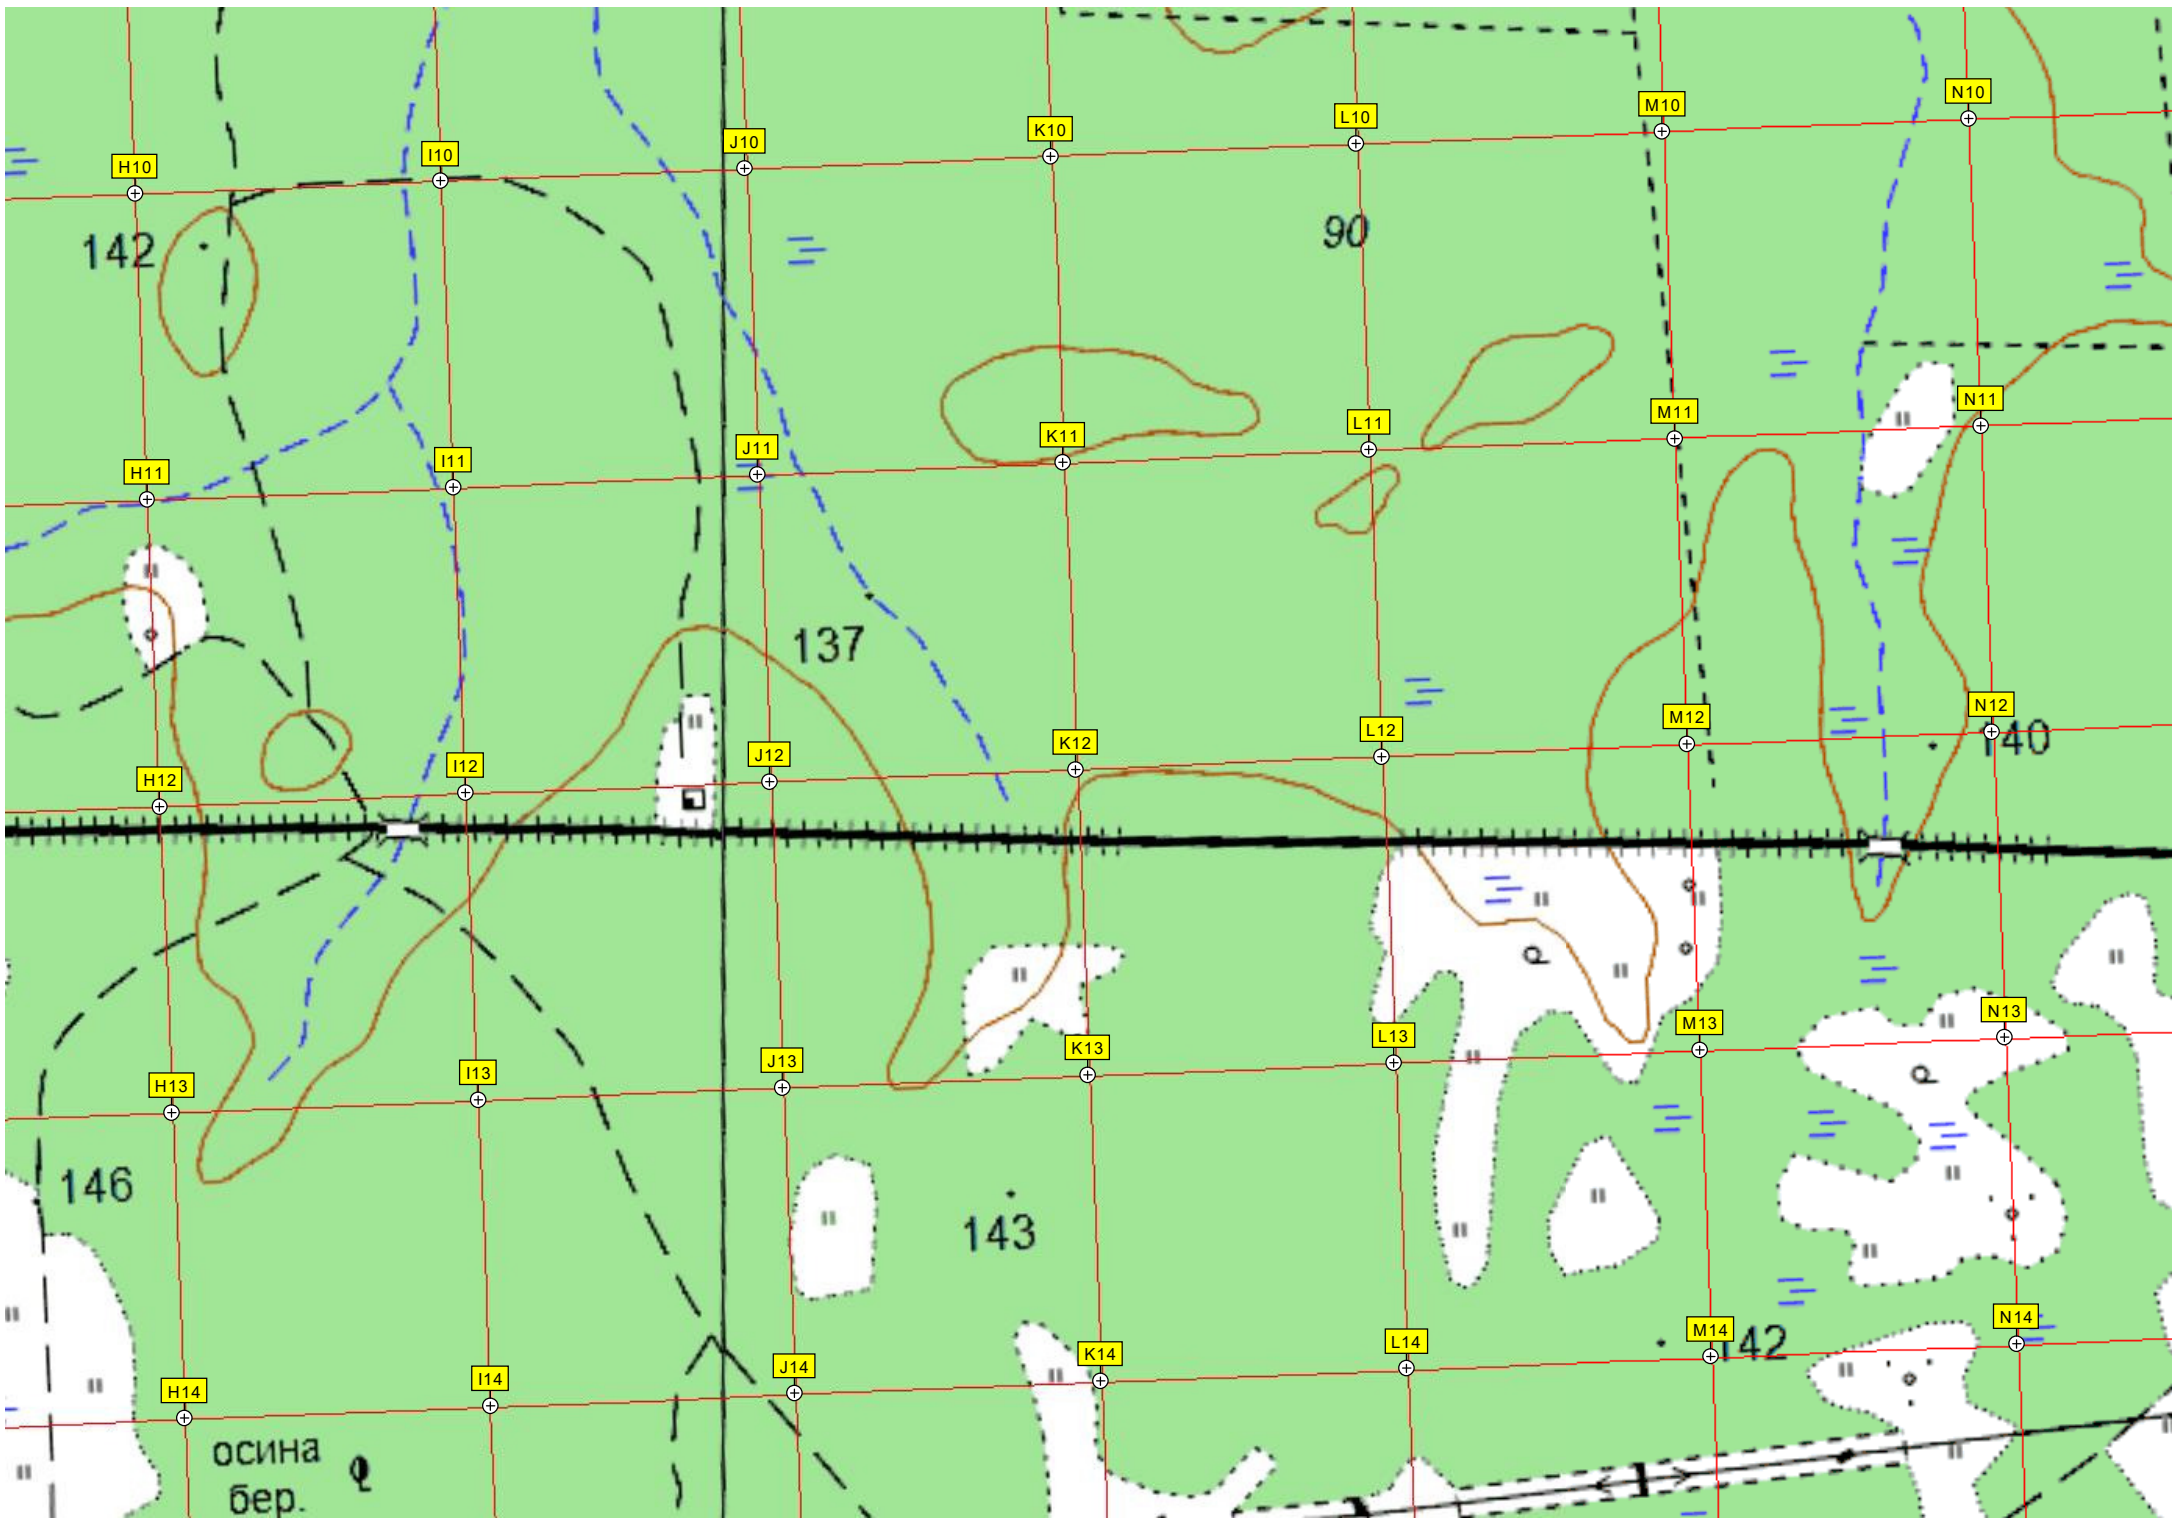 N10
M10
L10
K10
J10
I10
H10
90
142
N11
M11
L11
K11
J11
I11
H11
137
N12
M12
140
L12
K12
J12
I12
H12
N13
M13
L13
K13
J13
I13
H13
146
143
N14
M14
142
L14
K14
J14
I14
H14
осина
бер.